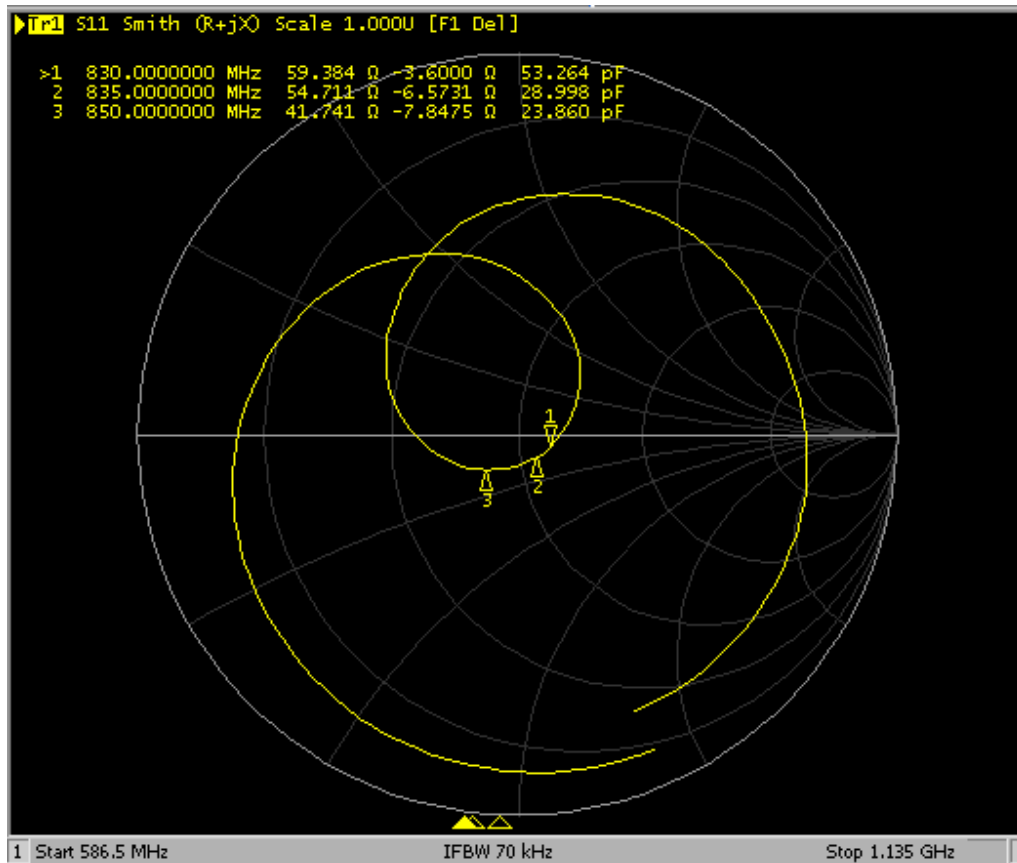 Tr1 S11 Smith (R+jX) Scale 1.000U [F1 Del]
>1 830.0000000 MHz 59.384 Ω -3.6000 Ω 53.264 pF
2 835.0000000 MHz 54.711 Ω -6.5731 Ω 28.998 pF
3 850.0000000 MHz 41.741 Ω -7.8475 Ω 23.860 pF
1
2
3
1 Start 586.5 MHz IFBW 70 kHz Stop 1.135 GHz